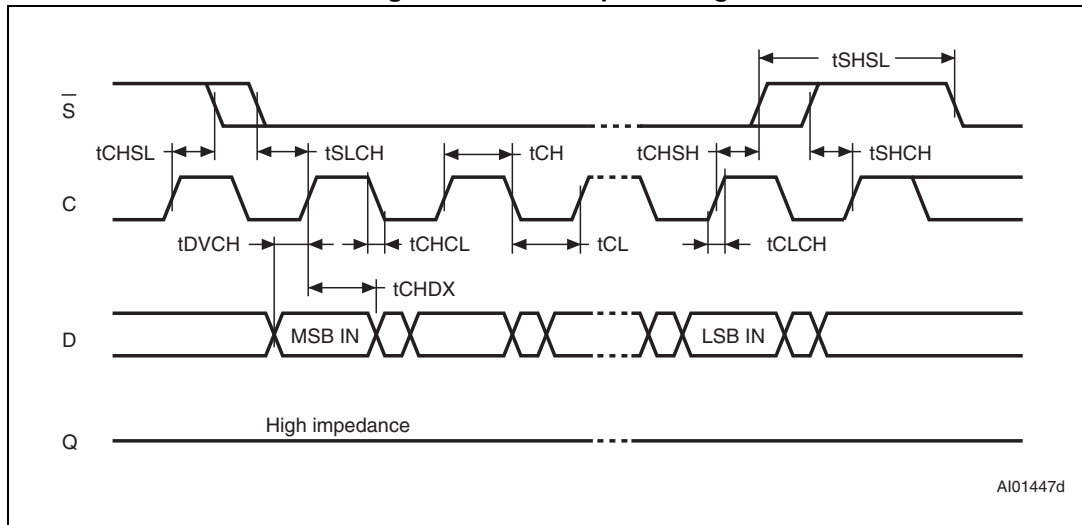 tSHSL
S
tCHSL
tSLCH
tCH
tCHSH
tSHCH
C
tDVCH
tCHCL
tCL
tCLCH
tCHDX
D
MSB IN
LSB IN
High impedance
Q
AI01447d